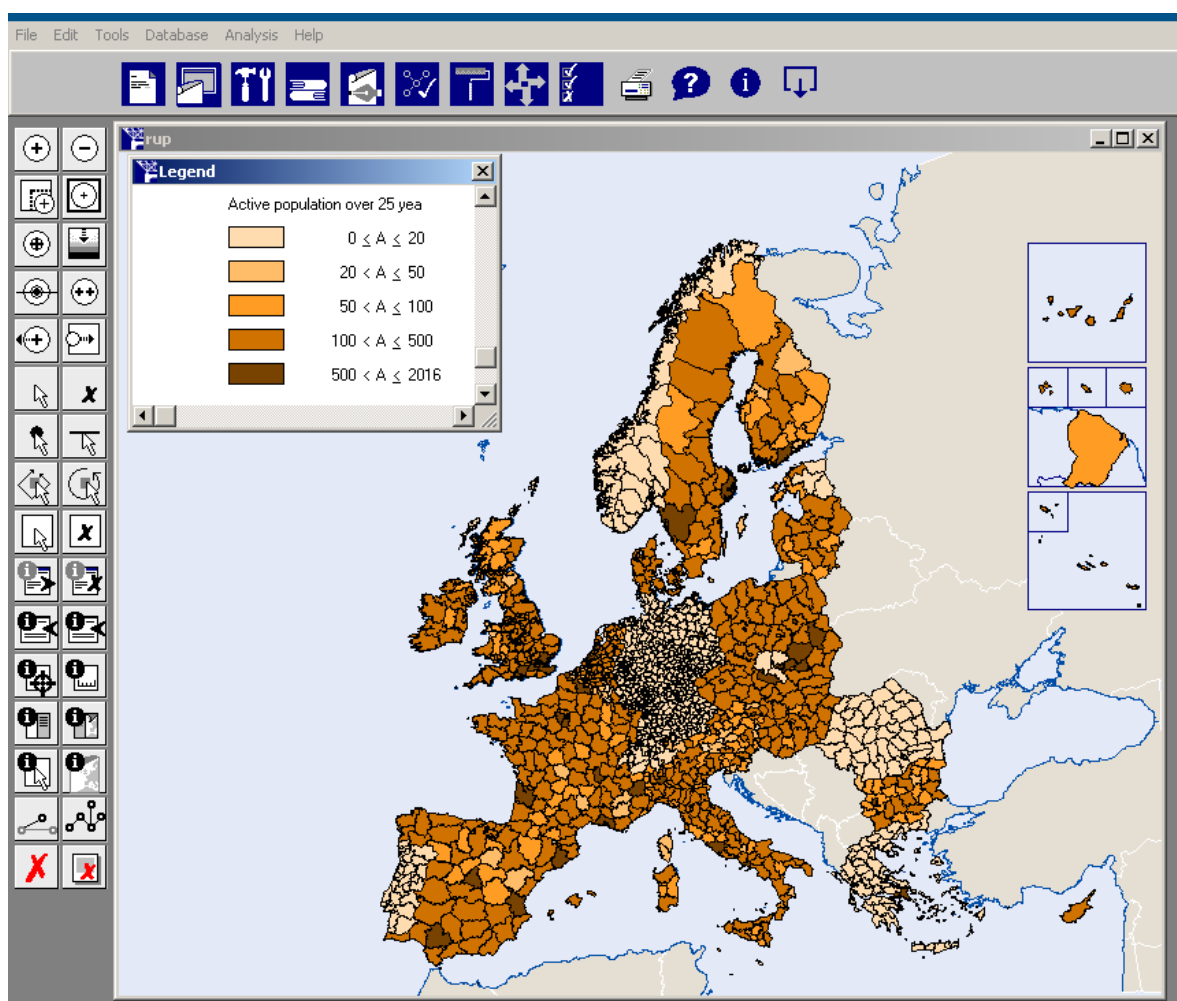 File Edit Tools Database Analysis Help
rup
Legend
Active population over 25 yea
0 ≤ A ≤ 20
20 < A ≤ 50
50 < A ≤ 100
100 < A ≤ 500
500 < A ≤ 2016